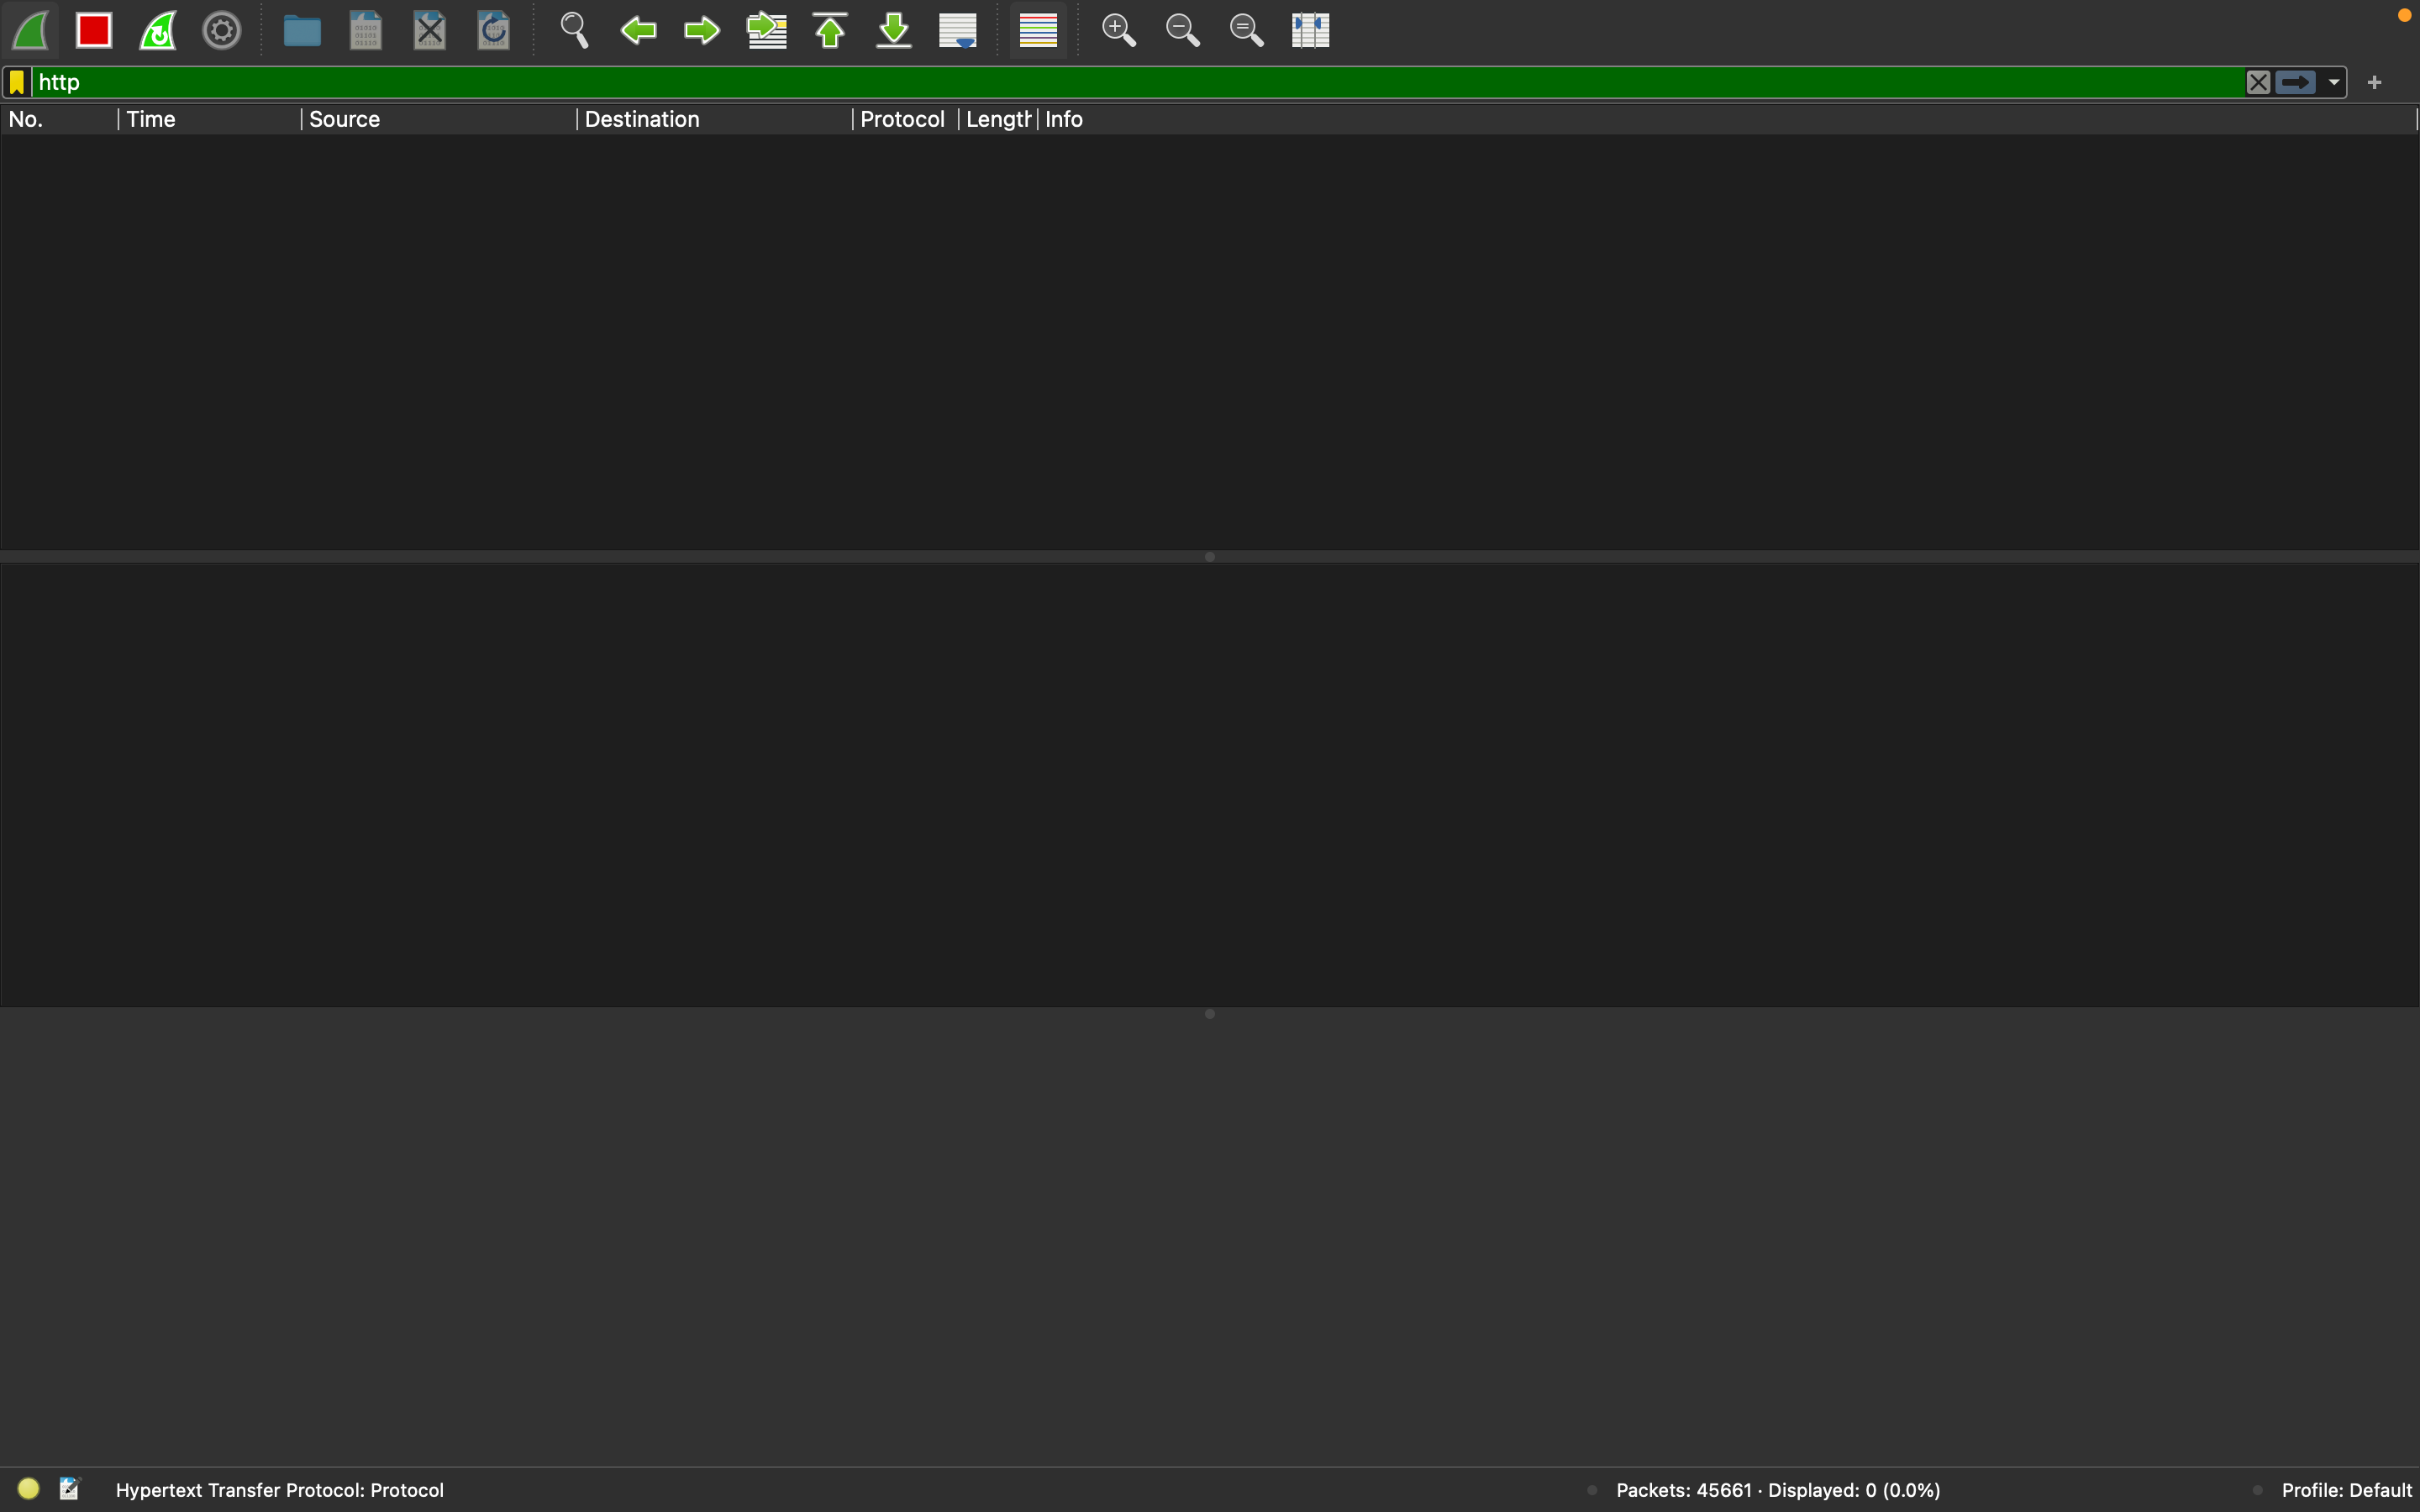 http
No. Time Source Destination Protocol Length Info
Hypertext Transfer Protocol: Protocol Packets: 45661 · Displayed: 0 (0.0%) Profile: Default